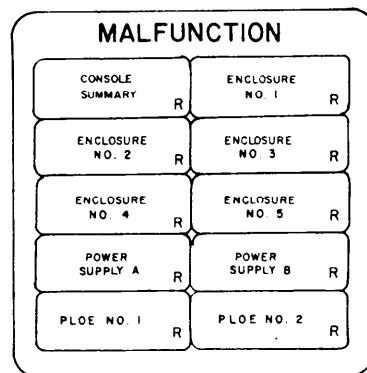 MALFUNCTION
CONSOLE
SUMMARY
R
ENCLOSURE
NO. 1
R
ENCLOSURE
NO. 2
R
ENCLOSURE
NO. 3
R
ENCLOSURE
NO. 4
R
ENCLOSURE
NO. 5
R
POWER
SUPPLY A
R
POWER
SUPPLY B
R
PLOE NO. 1
R
PLOE NO. 2
R